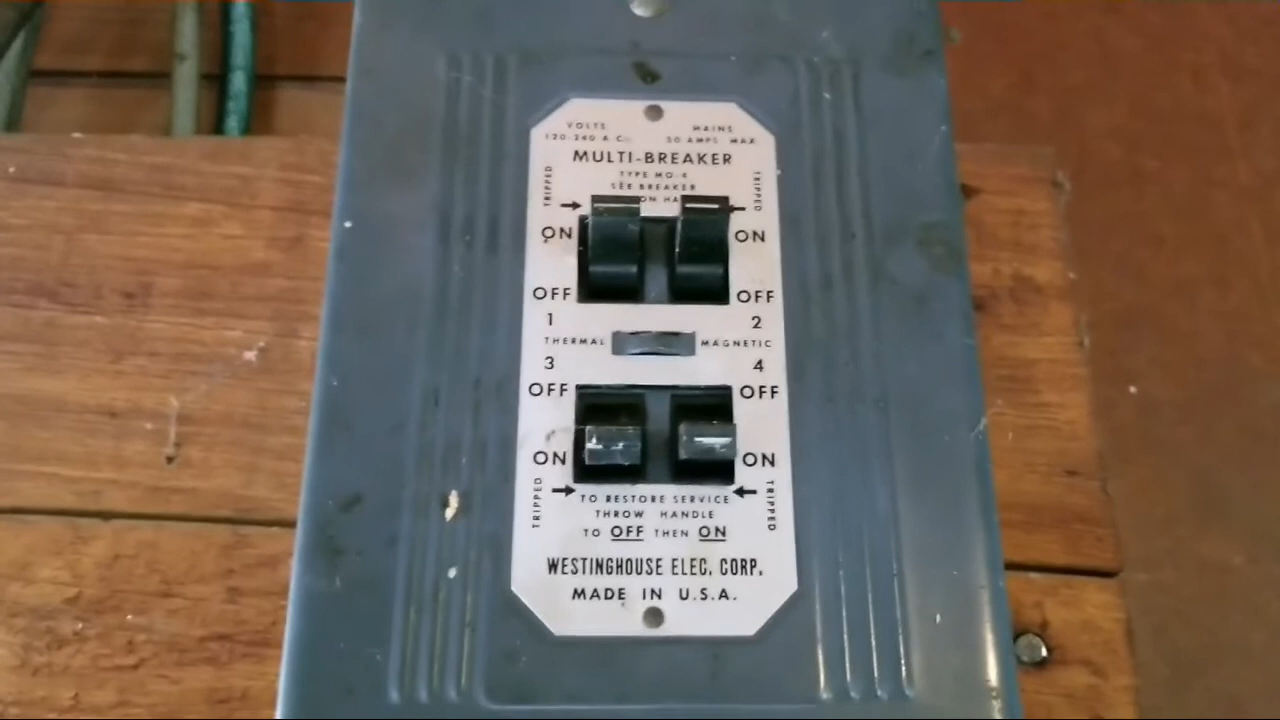 VOLTS MAINS
120-240 A.C. 50 AMPS MAX
MULTI-BREAKER
TYPE MO-4
SEE BREAKER
ON HA
TRIPPED TRIPPED
ON ON
OFF OFF
1 2
THERMAL MAGNETIC
3 4
OFF OFF
ON ON
TRIPPED TRIPPED
TO RESTORE SERVICE
THROW HANDLE
TO OFF THEN ON
WESTINGHOUSE ELEC. CORP.
MADE IN U.S.A.